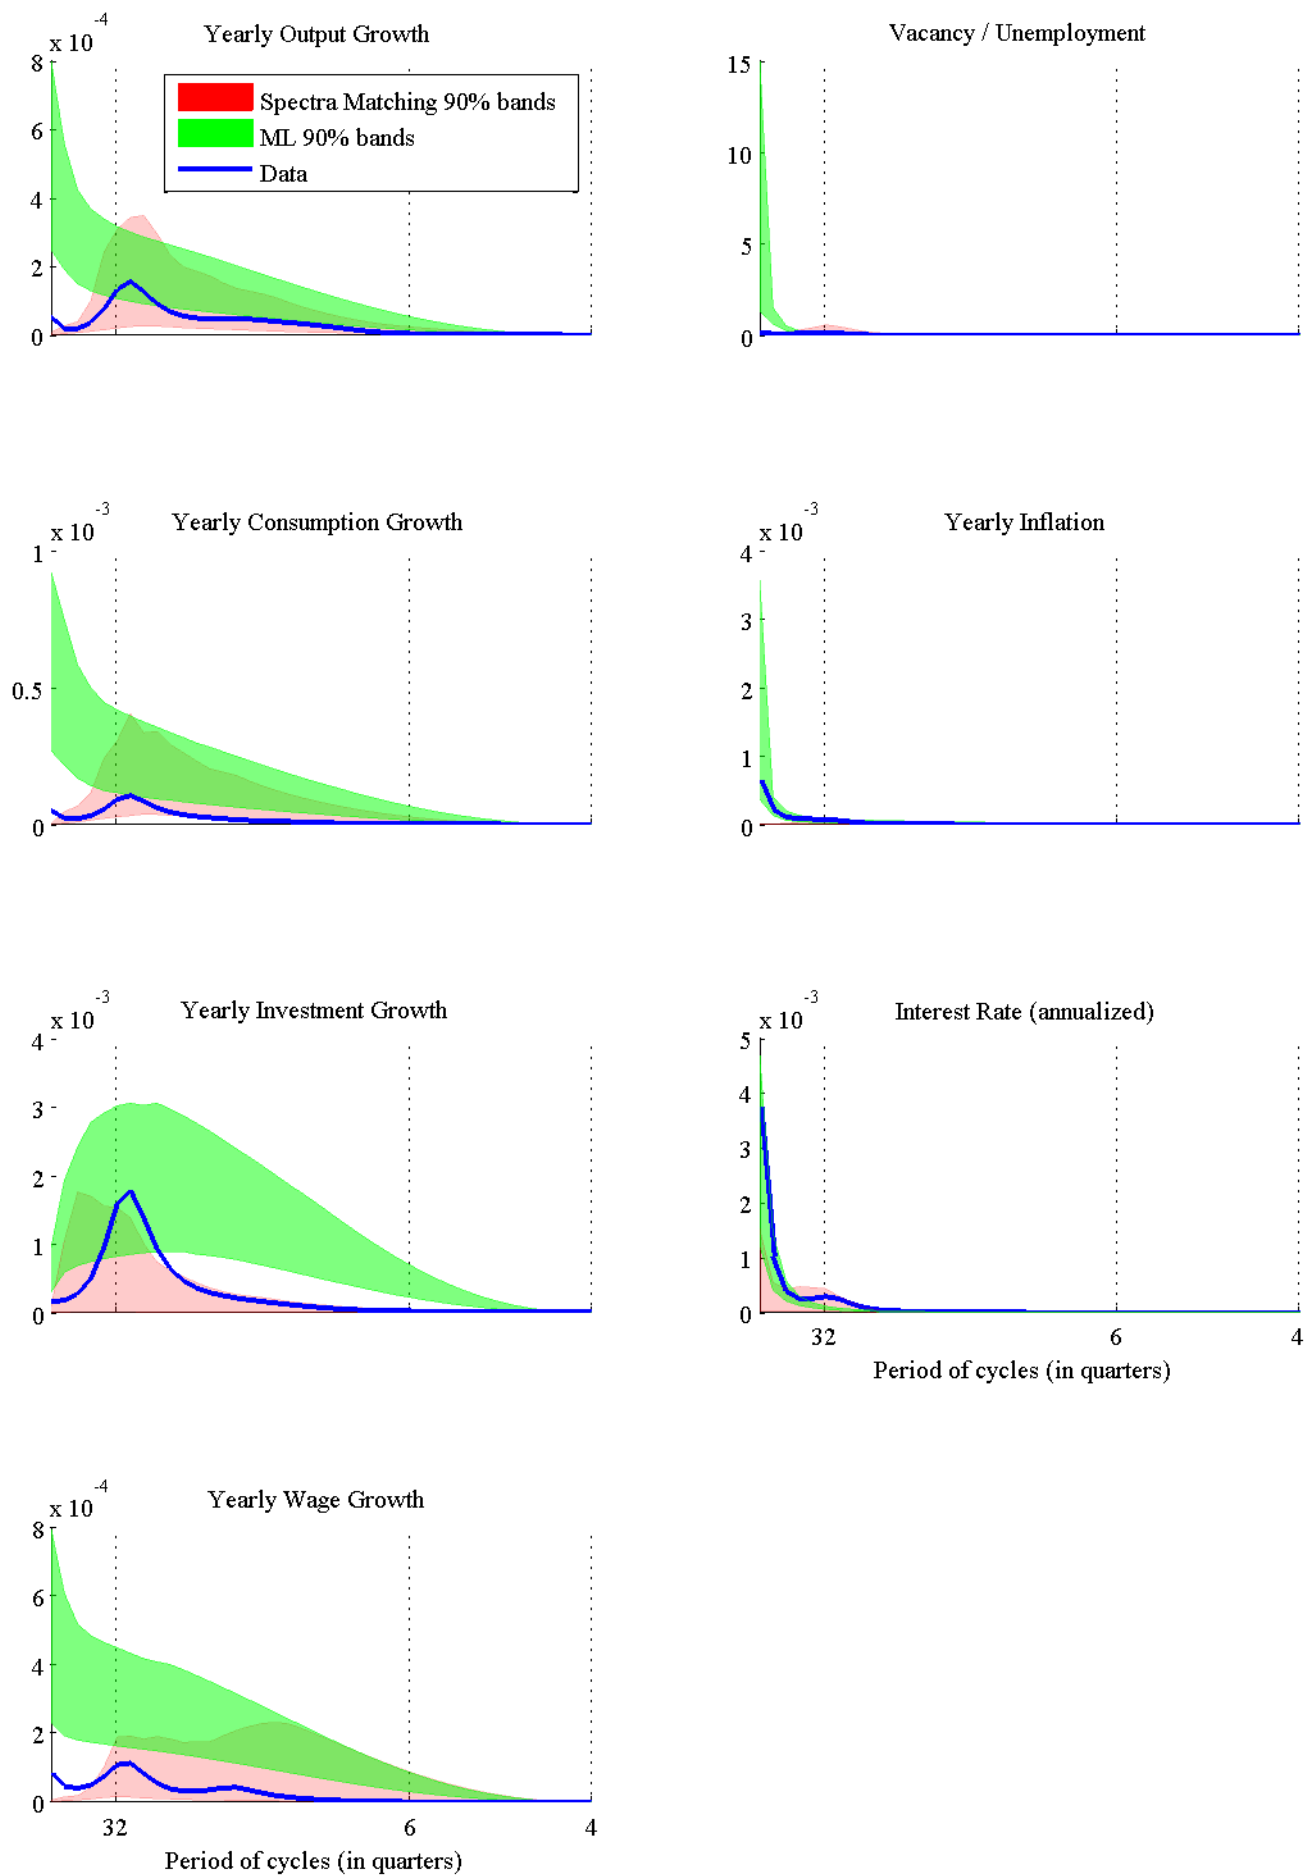 Yearly Output Growth
x 10^-4
8
6
4
2
0
Spectra Matching 90% bands
ML 90% bands
Data
Vacancy / Unemployment
15
10
5
0
Yearly Consumption Growth
x 10^-3
1
0.5
0
Yearly Inflation
x 10^-3
4
3
2
1
0
Yearly Investment Growth
x 10^-3
4
3
2
1
0
Interest Rate (annualized)
x 10^-3
5
4
3
2
1
0
32 6 4
Period of cycles (in quarters)
Yearly Wage Growth
x 10^-4
8
6
4
2
0
32 6 4
Period of cycles (in quarters)